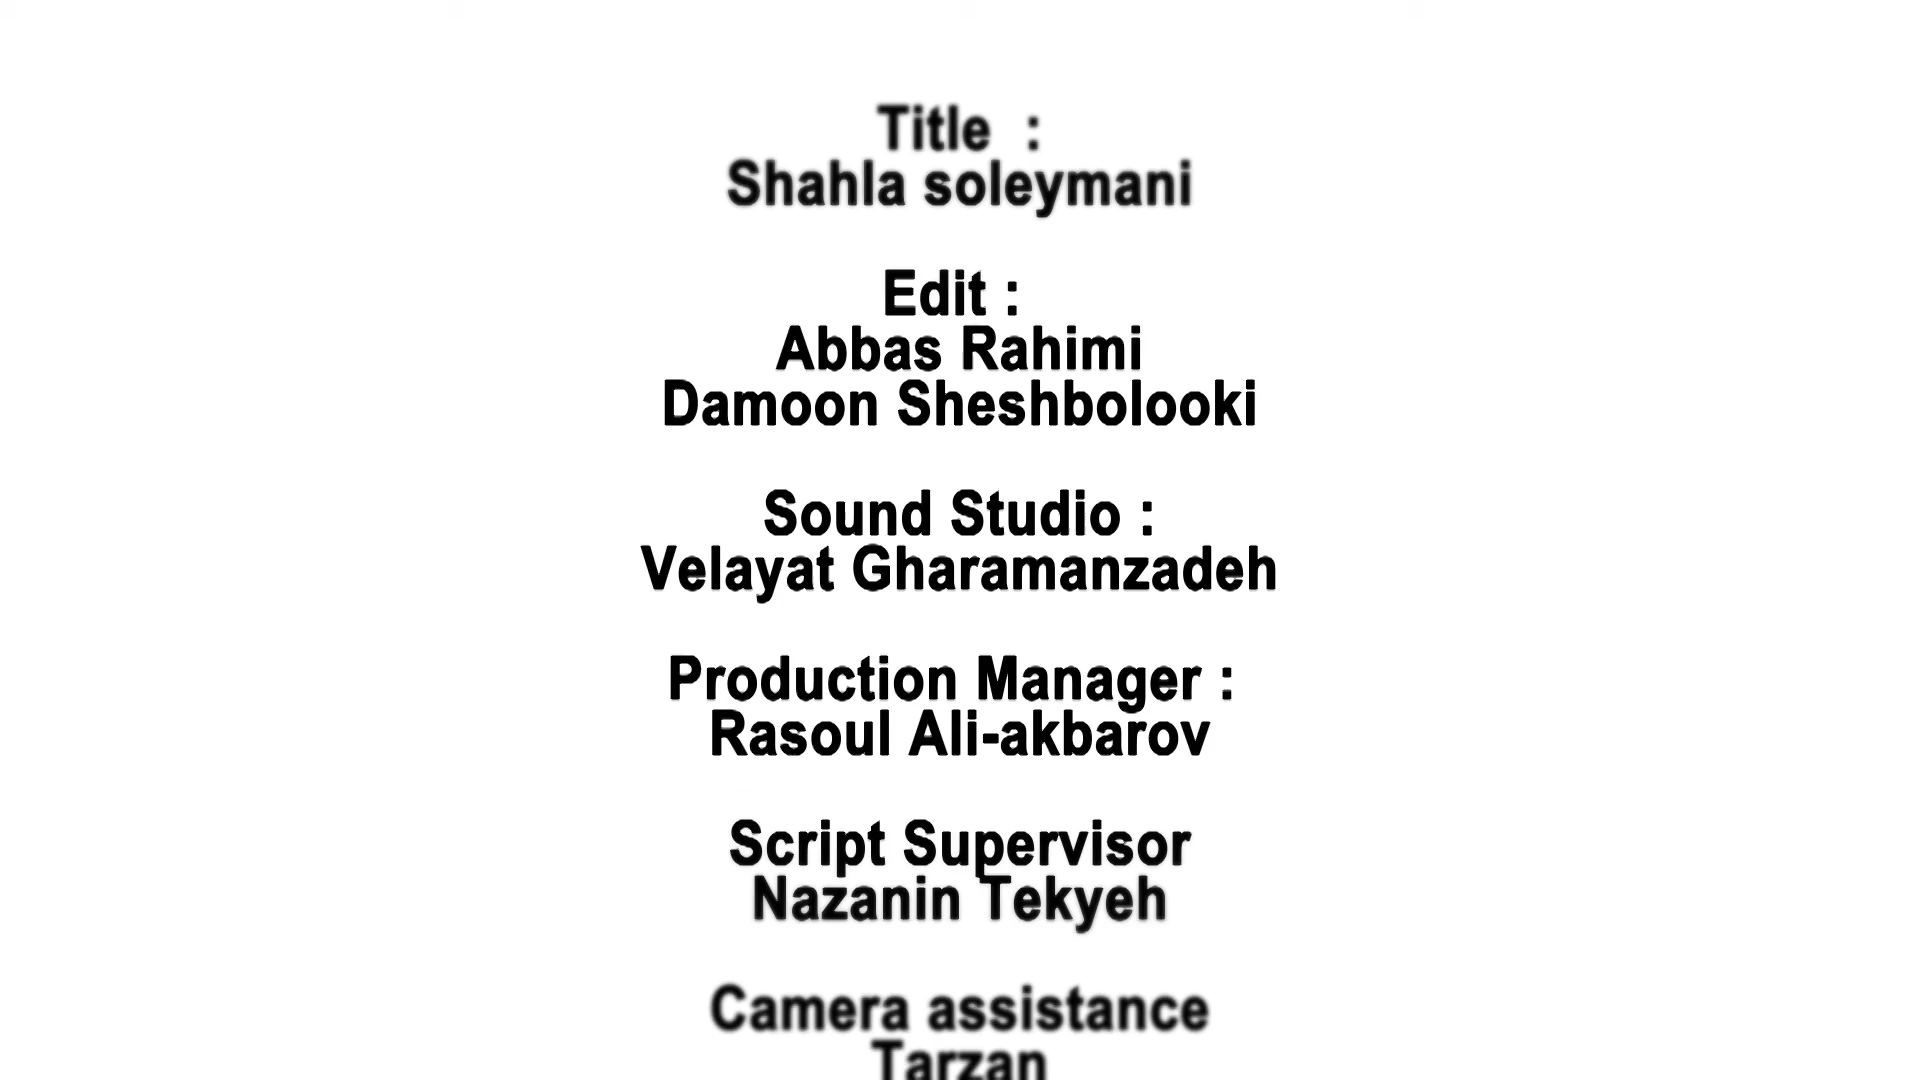 Title  :
Shahla soleymani
Edit :
Abbas Rahimi
Damoon Sheshbolooki
Sound Studio :
Velayat Gharamanzadeh
Production Manager :
Rasoul Ali-akbarov
Script Supervisor
Nazanin Tekyeh
Camera assistance
Tarzan